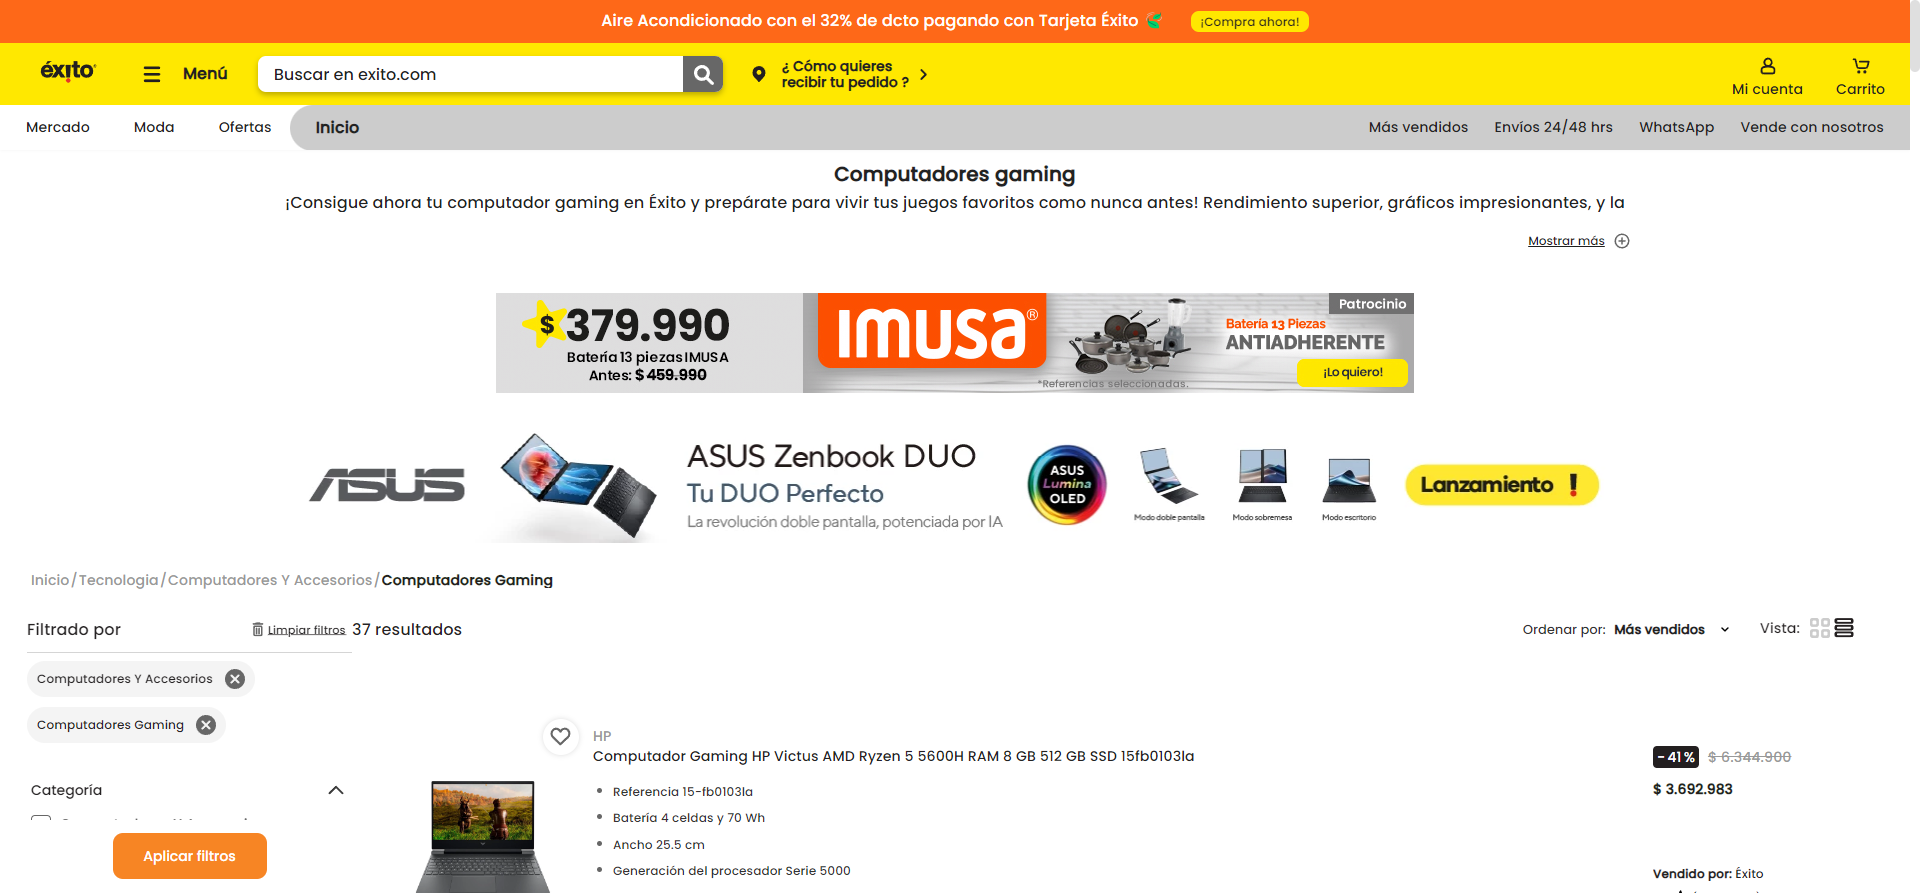 Aire Acondicionado con el 32% de dcto pagando con Tarjeta Éxito
¡Compra ahora!
éxito
Menú
Buscar en exito.com
¿ Cómo quieres
recibir tu pedido ?
Mi cuenta
Carrito
Mercado
Moda
Ofertas
Inicio
Más vendidos
Envíos 24/48 hrs
WhatsApp
Vende con nosotros
Computadores gaming
¡Consigue ahora tu computador gaming en Éxito y prepárate para vivir tus juegos favoritos como nunca antes! Rendimiento superior, gráficos impresionantes, y la
Mostrar más
$ 379.990
Batería 13 piezas IMUSA
Antes: $ 459.990
IMUSA®
*Referencias seleccionadas.
Patrocinio
Batería 13 Piezas
ANTIADHERENTE
¡Lo quiero!
ASUS
ASUS Zenbook DUO
Tu DUO Perfecto
La revolución doble pantalla, potenciada por IA
ASUS
Lumina
OLED
Modo doble pantalla
Modo sobremesa
Modo escritorio
Lanzamiento !
Inicio/Tecnologia/Computadores Y Accesorios/Computadores Gaming
Filtrado por
Limpiar filtros
37 resultados
Ordenar por: Más vendidos
Vista:
Computadores Y Accesorios
Computadores Gaming
Categoría
Aplicar filtros
HP
Computador Gaming HP Victus AMD Ryzen 5 5600H RAM 8 GB 512 GB SSD 15fb0103la
Referencia 15-fb0103la
Batería 4 celdas y 70 Wh
Ancho 25.5 cm
Generación del procesador Serie 5000
- 41 %
$ 6.344.900
$ 3.692.983
Vendido por: Éxito